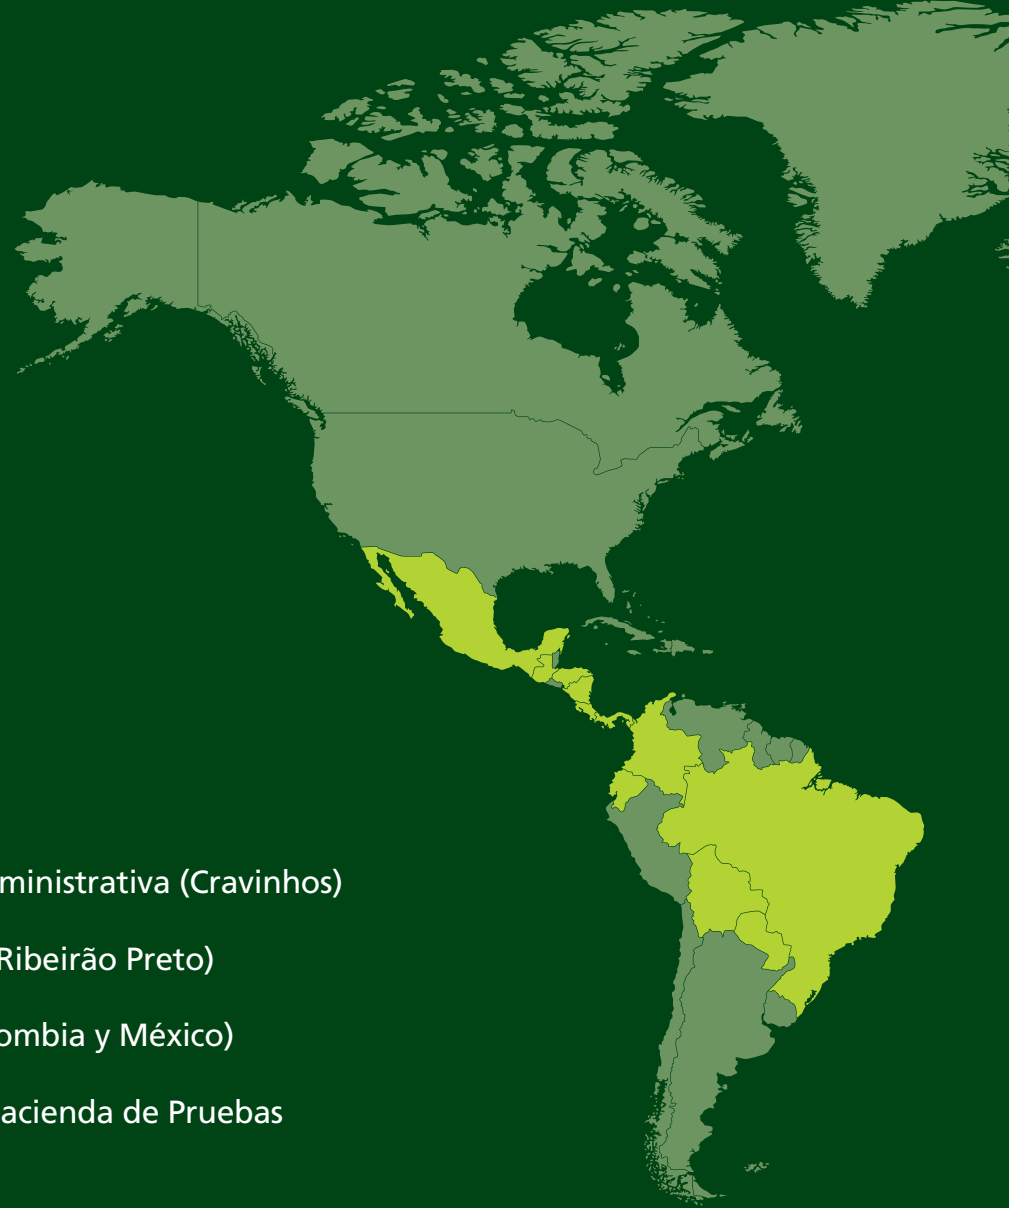 ministrativa (Cravinhos)
Ribeirão Preto)
ombia y México)
acienda de Pruebas